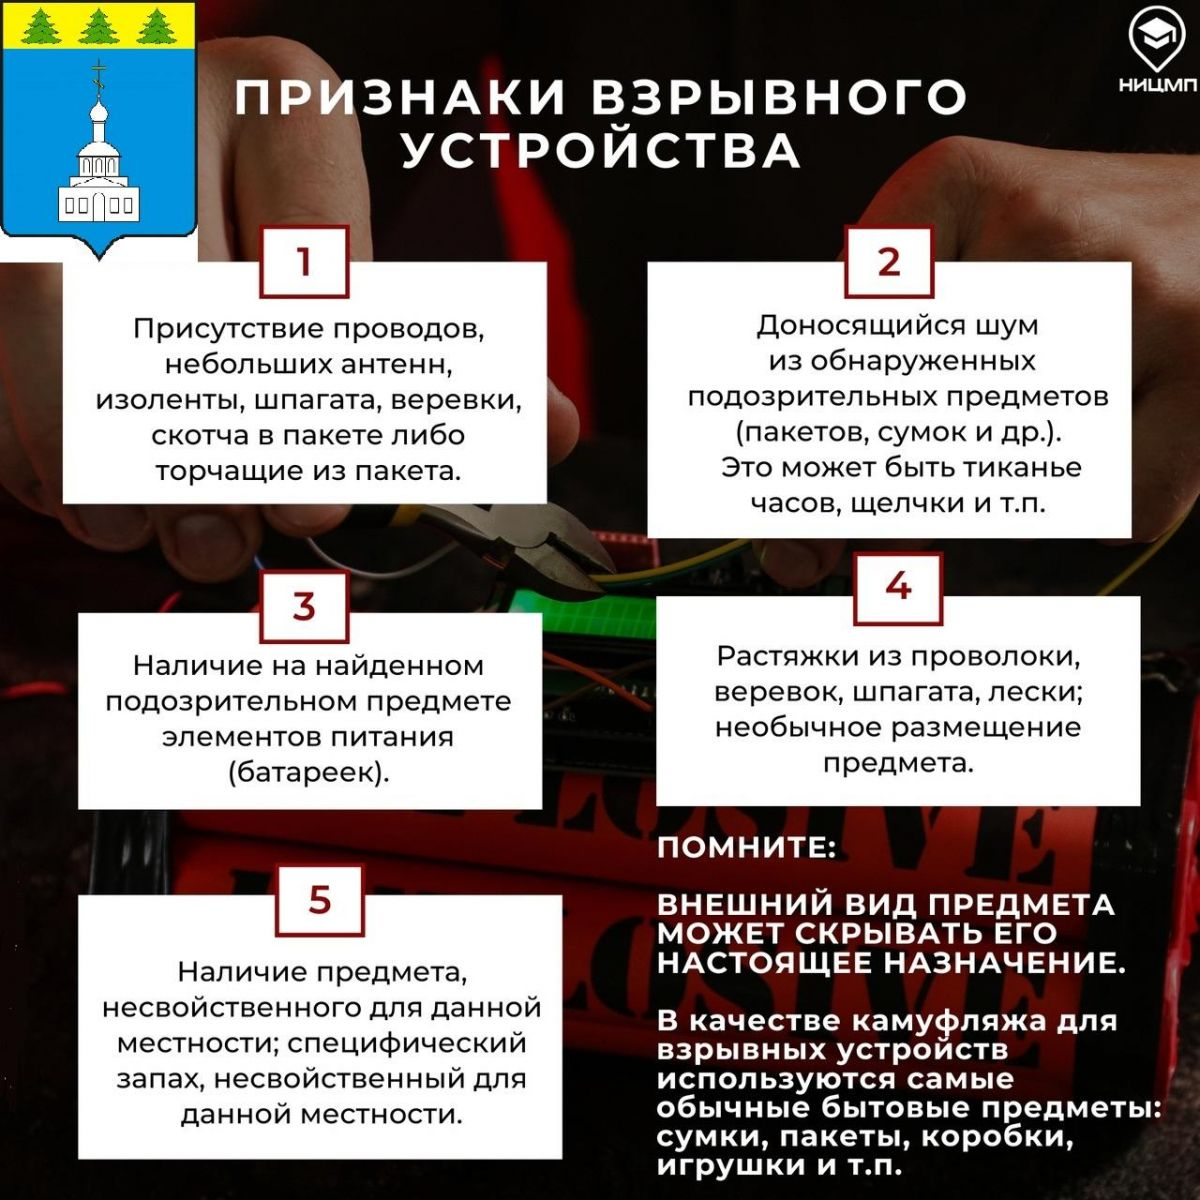 НИЦМП
ПРИЗНАКИ ВЗРЫВНОГО
УСТРОЙСТВА
1
Присутствие проводов,
небольших антенн,
изоленты, шпагата, веревки,
скотча в пакете либо
торчащие из пакета.
2
Доносящийся шум
из обнаруженных
подозрительных предметов
(пакетов, сумок и др.).
Это может быть тиканье
часов, щелчки и т.п.
3
Наличие на найденном
подозрительном предмете
элементов питания
(батареек).
4
Растяжки из проволоки,
веревок, шпагата, лески;
необычное размещение
предмета.
5
Наличие предмета,
несвойственного для данной
местности; специфический
запах, несвойственный для
данной местности.
ПОМНИТЕ:
ВНЕШНИЙ ВИД ПРЕДМЕТА
МОЖЕТ СКРЫВАТЬ ЕГО
НАСТОЯЩЕЕ НАЗНАЧЕНИЕ.
В качестве камуфляжа для
взрывных устройств
используются самые
обычные бытовые предметы:
сумки, пакеты, коробки,
игрушки и т.п.